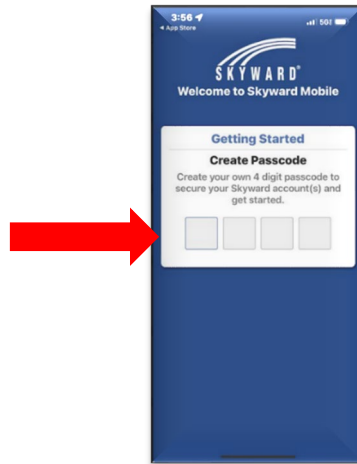 3:56
App Store
5GE
SKYWARD®
Welcome to Skyward Mobile
Getting Started
Create Passcode
Create your own 4 digit passcode to
secure your Skyward account(s) and
get started.